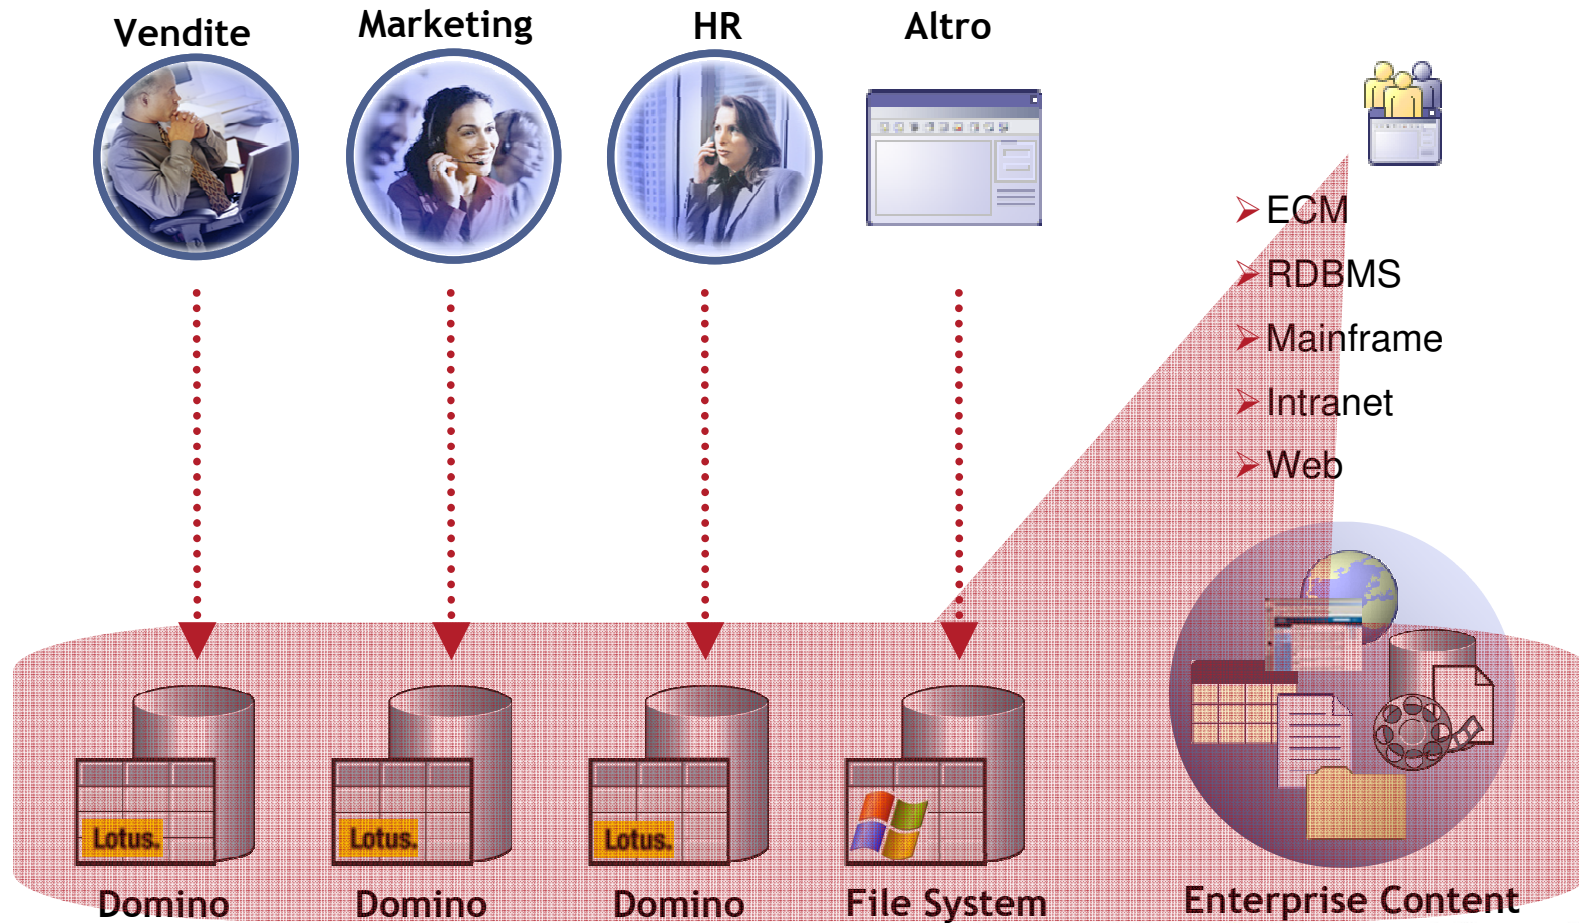 Vendite
Marketing
HR
Altro
ECM
RDBMS
Mainframe
Intranet
Web
Lotus.
Lotus.
Lotus.
Domino
Domino
Domino
File System
Enterprise Content